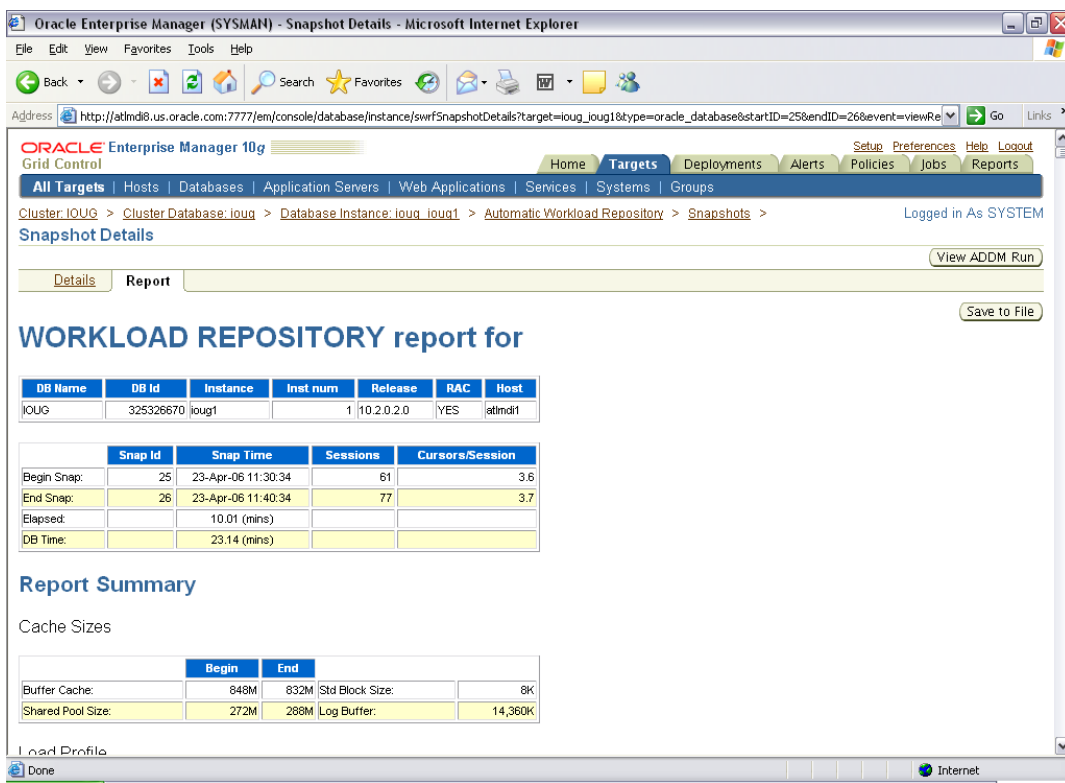 Oracle Enterprise Manager (SYSMAN) - Snapshot Details - Microsoft Internet Explorer
File Edit View Favorites Tools Help
Back Search Favorites
Address http://atlmdi8.us.oracle.com:7777/em/console/database/instance/swrfSnapshotDetails?target=ioug_ioug1&type=oracle_database&startID=25&endID=26&event=viewRe Go Links
ORACLE Enterprise Manager 10g Setup Preferences Help Logout
Grid Control Home Targets Deployments Alerts Policies Jobs Reports
All Targets | Hosts | Databases | Application Servers | Web Applications | Services | Systems | Groups
Cluster: IOUG > Cluster Database: ioug > Database Instance: ioug_ioug1 > Automatic Workload Repository > Snapshots > Logged in As SYSTEM
Snapshot Details
View ADDM Run
Details Report
Save to File
WORKLOAD REPOSITORY report for
DB Name DB Id Instance Inst num Release RAC Host
IOUG 325326670 ioug1 1 10.2.0.2.0 YES atlmdi1
Snap Id Snap Time Sessions Cursors/Session
Begin Snap: 25 23-Apr-06 11:30:34 61 3.6
End Snap: 26 23-Apr-06 11:40:34 77 3.7
Elapsed: 10.01 (mins)
DB Time: 23.14 (mins)
Report Summary
Cache Sizes
Begin End
Buffer Cache: 848M 832M Std Block Size: 8K
Shared Pool Size: 272M 288M Log Buffer: 14,360K
Load Profile
Done Internet